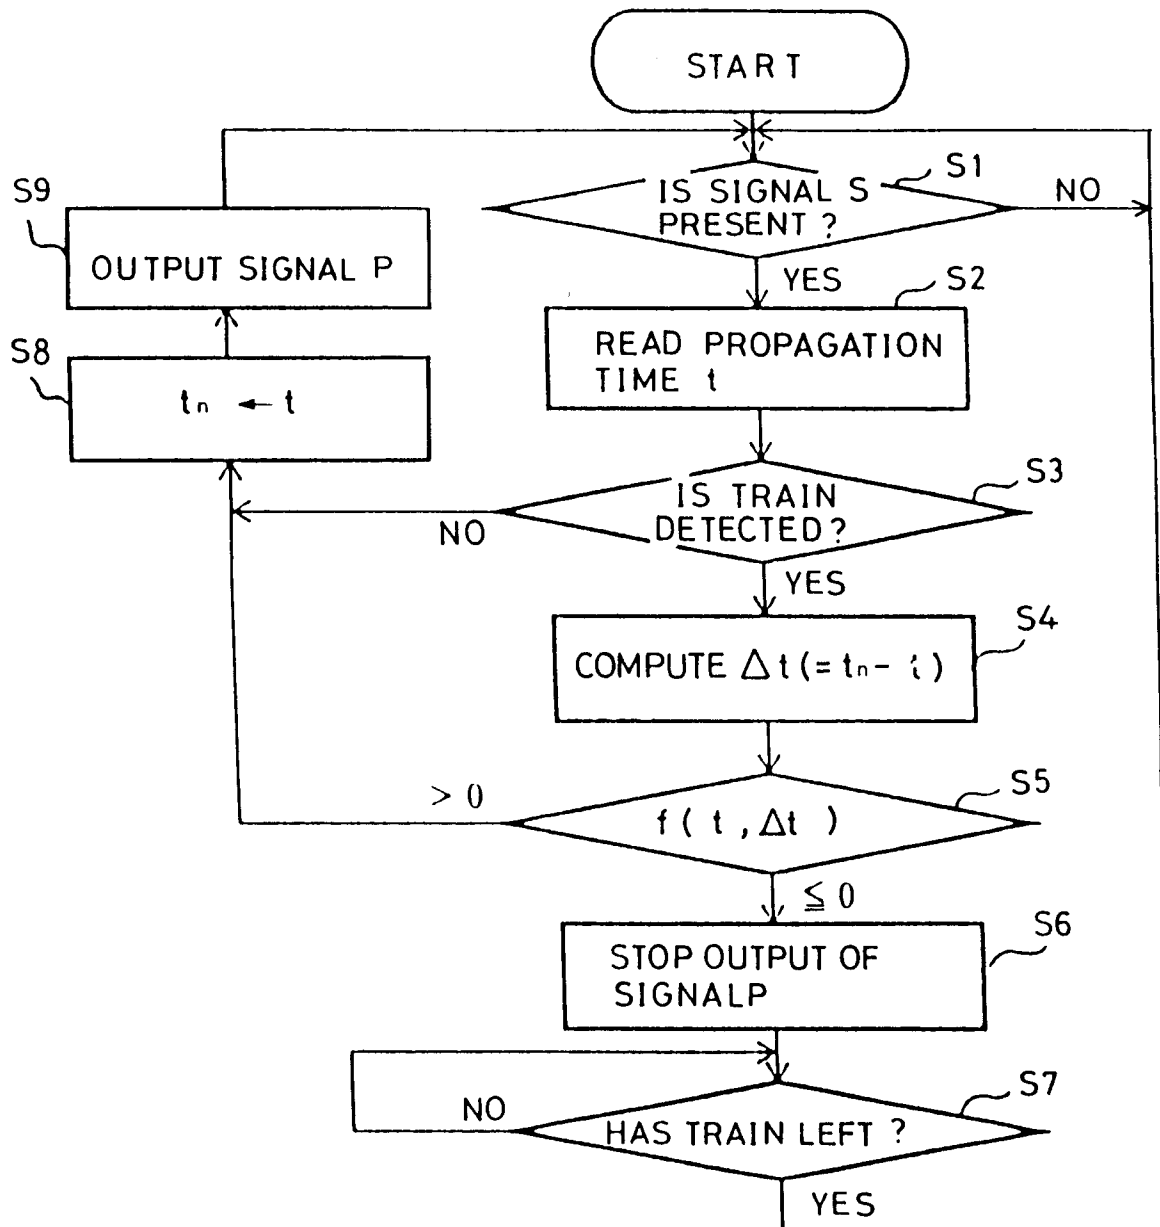 START
S1
IS SIGNAL S
PRESENT ?
NO
YES
S9
OUTPUT SIGNAL P
S2
READ PROPAGATION
TIME t
S8
tn ← t
S3
IS TRAIN
DETECTED ?
NO
YES
S4
COMPUTE Δt (= tn - t)
S5
f ( t , Δt )
> 0
≦ 0
S6
STOP OUTPUT OF
SIGNALP
S7
HAS TRAIN LEFT ?
NO
YES